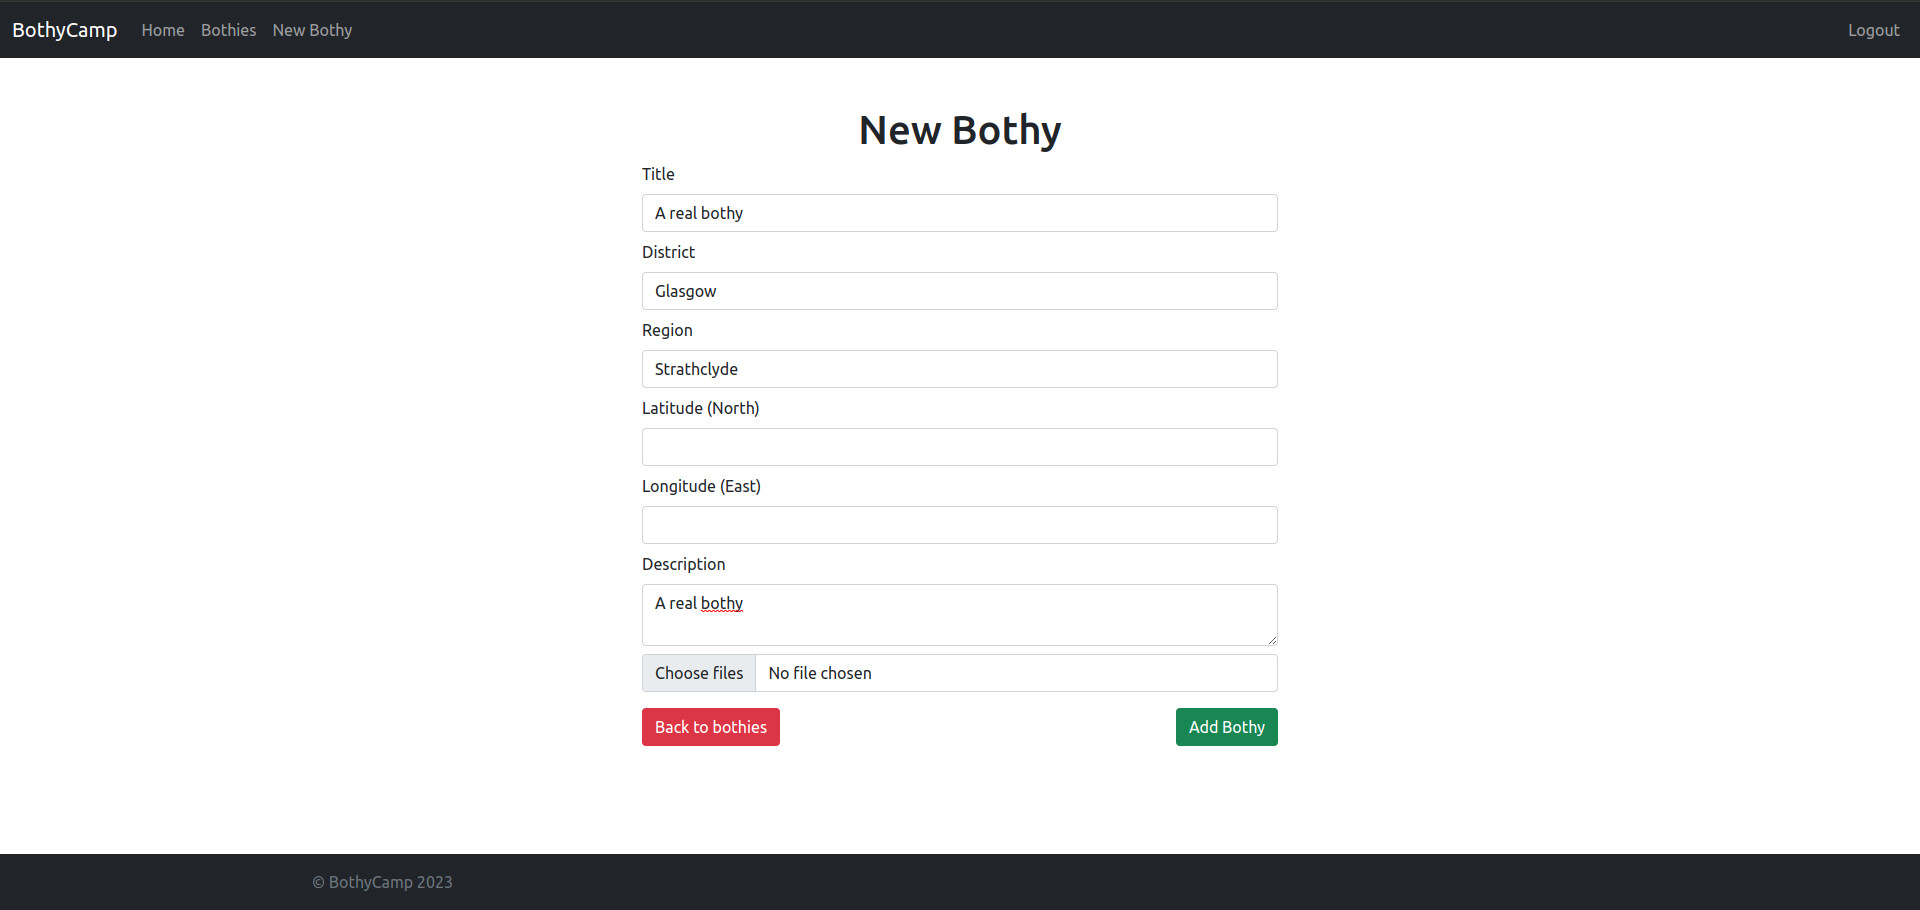 BothyCamp Home Bothies New Bothy Logout
New Bothy
Title
A real bothy
District
Glasgow
Region
Strathclyde
Latitude (North)
Longitude (East)
Description
A real bothy
Choose files No file chosen
Back to bothies Add Bothy
© BothyCamp 2023